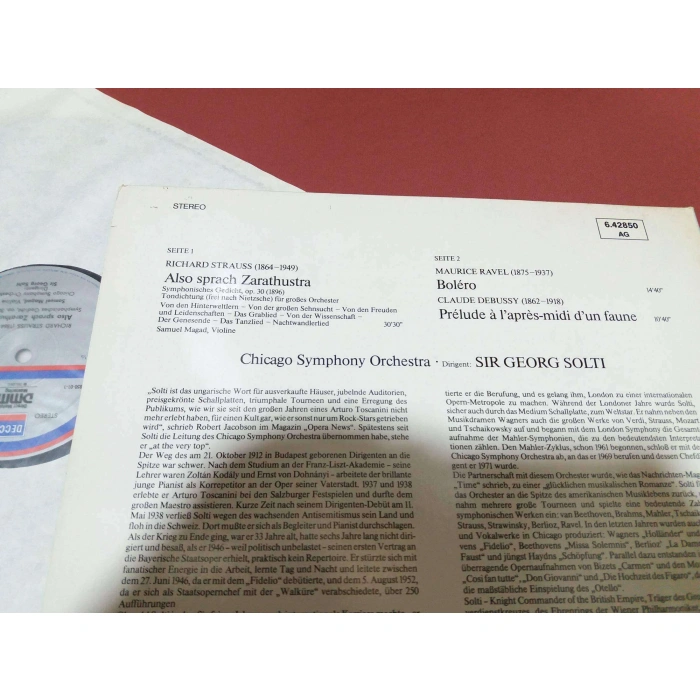 STEREO
6.42850
AG
SEITE 1
RICHARD STRAUSS (1864–1949)
Also sprach Zarathustra
Symphonisches Gedicht, op. 30 (1896)
Tondichtung (frei nach Nietzsche) für großes Orchester
Von den Hinterweltlern – Von der großen Sehnsucht – Von den Freuden
und Leidenschaften – Das Grablied – Von der Wissenschaft –
Der Genesende – Das Tanzlied – Nachtwandlerlied 30'30"
Samuel Magad, Violine
SEITE 2
MAURICE RAVEL (1875-1937)
Boléro 14'40"
CLAUDE DEBUSSY (1862-1918)
Prélude à l'après-midi d'un faune 10'40"
Chicago Symphony Orchestra · Dirigent: SIR GEORG SOLTI
„Solti ist das ungarische Wort für ausverkaufte Häuser, jubelnde Auditorien,
preisgekrönte Schallplatten, triumphale Tourneen und eine Erregung des
Publikums, wie wir sie seit den großen Jahren eines Arturo Toscanini nicht
mehr erlebt haben, für einen Kult gar, wie er sonst nur um Rock-Stars getrieben
wird“, schrieb Robert Jacobson im Magazin „Opera News“. Spätestens seit
Solti die Leitung des Chicago Symphony Orchestra übernommen habe, stehe
er „at the very top“.
Der Weg des am 21. Oktober 1912 in Budapest geborenen Dirigenten an die
Spitze war schwer. Nach dem Studium an der Franz-Liszt-Akademie – seine
Lehrer waren Zoltán Kodály und Ernst von Dohnányi – arbeitete der brillante
junge Pianist als Korrepetitor an der Oper seiner Vaterstadt. 1937 und 1938
erlebte er Arturo Toscanini bei den Salzburger Festspielen und durfte dem
großen Maestro assistieren. Kurze Zeit nach seinem Dirigenten-Debüt am 11.
Mai 1938 verließ Solti wegen des wachsenden Antisemitismus sein Land und
floh in die Schweiz. Dort mußte er sich als Begleiter und Pianist durchschlagen.
Als der Krieg zu Ende ging, war er 33 Jahre alt, hatte sechs Jahre lang nicht diri-
giert und besaß, als er 1946 – weil politisch unbelastet – seinen ersten Vertrag an
die Bayerische Staatsoper erhielt, praktisch kein Repertoire. Er stürzte sich mit
fanatischer Energie in die Arbeit, lernte Tag und Nacht und leitete zwischen
dem 27. Juni 1946, da er mit dem „Fidelio“ debütierte, und dem 5. August 1952,
da er sich als Staatsopernchef mit der „Walküre“ verabschiedete, über 250
Aufführungen
tierte er die Berufung, und es gelang ihm, London zu einer internationalen
Opern-Metropole zu machen. Während der Londoner Jahre wurde Solti,
sicher auch durch das Medium Schallplatte, zum Weltstar. Er nahm neben den
Musikdramen Wagners auch die großen Werke von Verdi, Strauss, Mozart
und Tschaikowski auf und begann mit dem London Symphony die Gesamt
aufnahme der Mahler-Symphonien, die zu den bedeutendsten Interpreta
tionen zählen. Den Mahler-Zyklus, schon 1961 begonnen, schloß er mit
Chicago Symphony Orchestra ab, an das er 1969 berufen und dessen Chefdi
gent er 1971 wurde.
Die Partnerschaft mit diesem Orchester wurde, wie das Nachrichten-Mag
„Time“ schrieb, zu einer „glücklichen musikalischen Romanze“. Solti f
das Orchester an die Spitze des amerikanischen Musiklebens zurück,
nahm mehrere große Tourneen und spielte eine bedeutende Zahl
symphonischen Werken ein: von Beethoven, Brahms, Mahler,
Strauss, Strawinsky, Berlioz, Ravel. In den letzten Jahren wurden
und Vokalwerke in Chicago produziert: Wagners „Holländer“ und
vens „Fidelio“, Beethovens „Missa Solemnis“, Berlioz' „La Damn
Faust“ und jüngst Haydns „Schöpfung“. Parallel dazu entstanden
überragende Opernaufnahmen von Bizets „Carmen“ und den
„Così fan tutte“, „Don Giovanni“ und „Die Hochzeit des Figaro“,
die maßstäbliche Einspielung des „Otello“.
Solti – Knight Commander of the British Empire, Träger des
verdienstkreuzes, des Ehrenringes der Wiener Philharmoniker
DECCA
STEREO